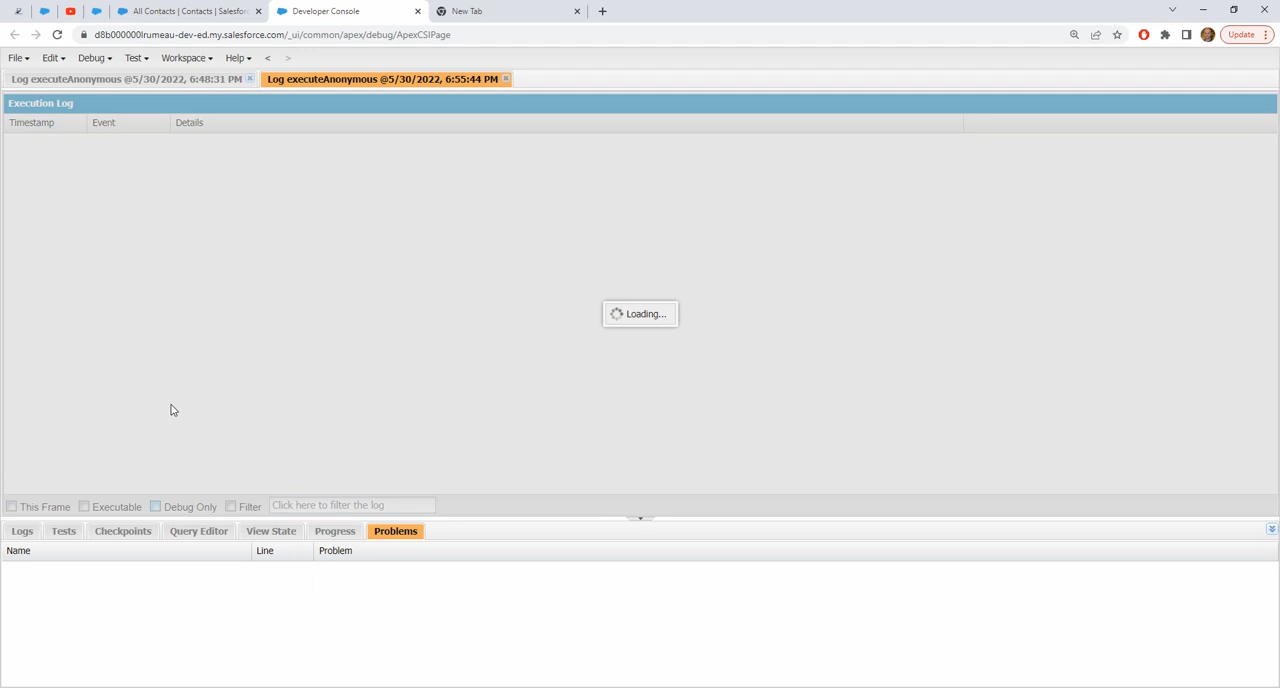 All Contacts | Contacts | Salesforc
Developer Console
New Tab
d8b000000lrumeau-dev-ed.my.salesforce.com/_ui/common/apex/debug/ApexCSIPage
Update
File Edit Debug Test Workspace Help < >
Log executeAnonymous @5/30/2022, 6:48:31 PM
Log executeAnonymous @5/30/2022, 6:55:44 PM
Execution Log
Timestamp Event Details
Loading...
This Frame Executable Debug Only Filter Click here to filter the log
Logs Tests Checkpoints Query Editor View State Progress Problems
Name Line Problem